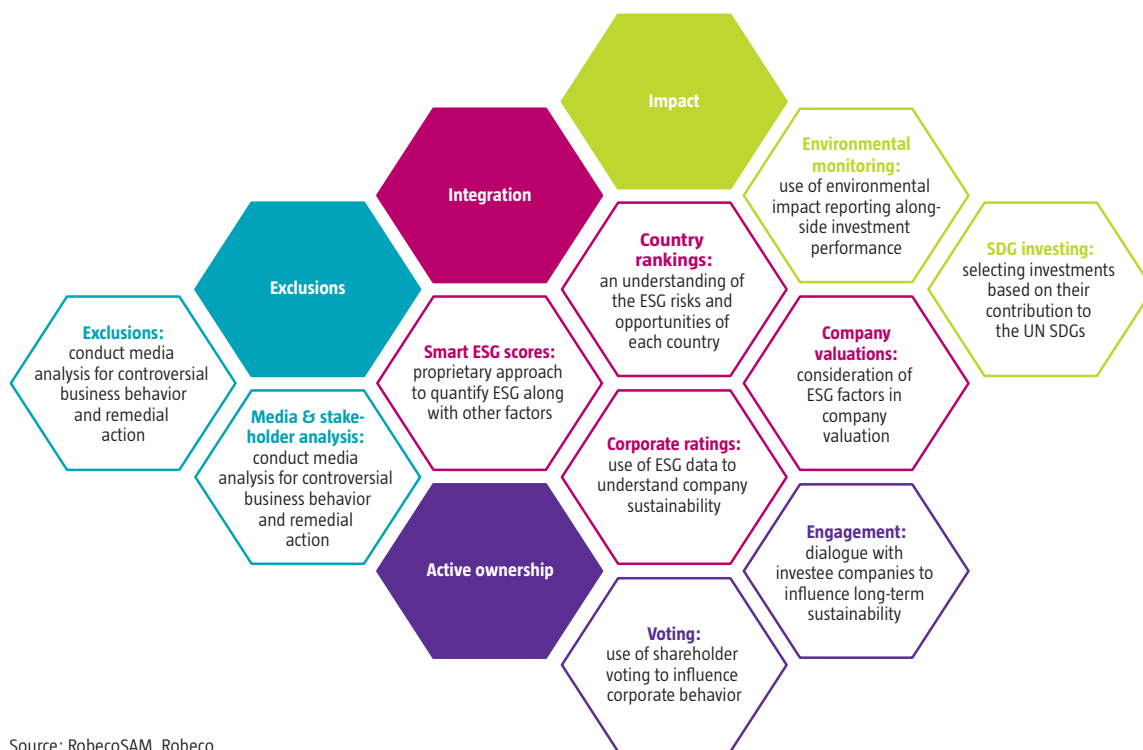 Impact
Environmental
monitoring:
use of environmental
impact reporting along-
side investment
performance
Integration
Country
rankings:
an understanding of
the ESG risks and
opportunities of
each country
SDG investing:
selecting investments
based on their
contribution to
the UN SDGs
Exclusions
Exclusions:
conduct media
analysis for controversial
business behavior
and remedial
action
Smart ESG scores:
proprietary approach
to quantify ESG along
with other factors
Company
valuations:
consideration of
ESG factors in
company
valuation
Media & stake-
holder analysis:
conduct media
analysis for controversial
business behavior
and remedial
action
Corporate ratings:
use of ESG data to
understand company
sustainability
Active ownership
Engagement:
dialogue with
investee companies to
influence long-term
sustainability
Voting:
use of shareholder
voting to influence
corporate behavior
Source: RobecoSAM, Robeco